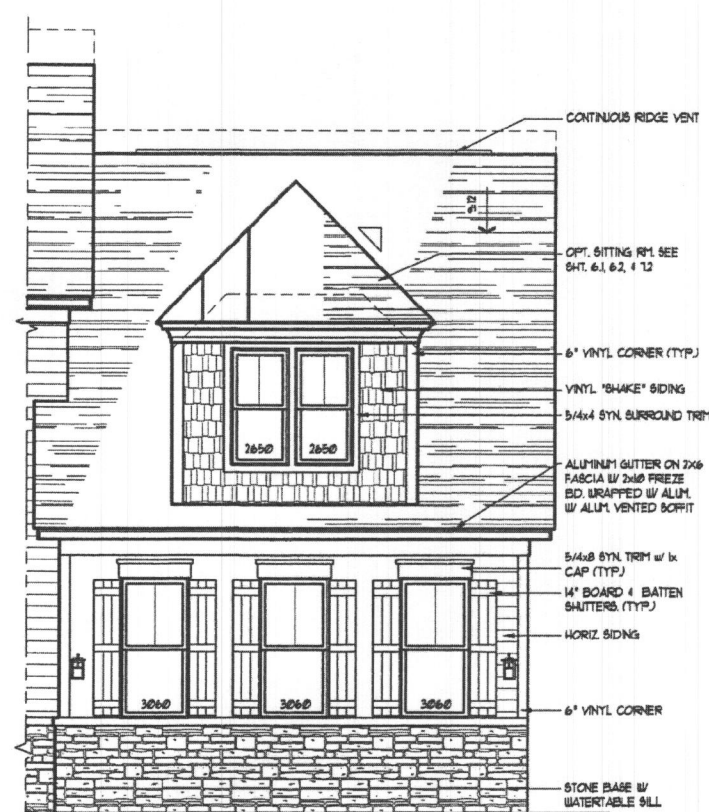 CONTINUOUS RIDGE VENT
9:12
OPT. SITTING RM. SEE
SHT. 6.1, 6.2, & 7.2
6" VINYL CORNER (TYP.)
VINYL "SHAKE" SIDING
5/4x4 SYN. SURROUND TRIM
2650 2650
ALUMINUM GUTTER ON 2X6
FASCIA W/ 2x10 FREEZE
BD. WRAPPED W/ ALUM.
W/ ALUM. VENTED SOFFIT
5/4x8 SYN. TRIM w/ 1x
CAP (TYP.)
14" BOARD & BATTEN
SHUTTERS. (TYP.)
HORIZ SIDING
3060 3060 3060
6" VINYL CORNER
STONE BASE W/
WATERTABLE SILL